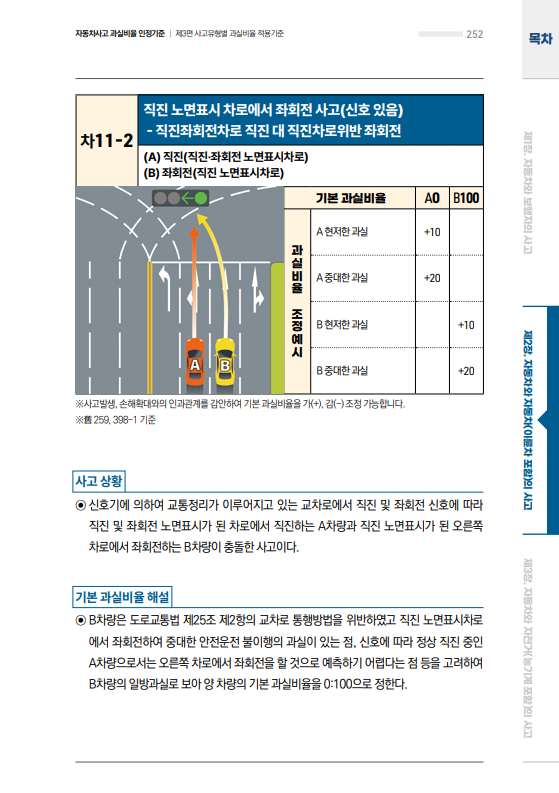 자동차사고 과실비율 인정기준 | 제3편 사고유형별 과실비율 적용기준
252
목차
차11-2
직진 노면표시 차로에서 좌회전 사고(신호 있음)
- 직진좌회전차로 직진 대 직진차로위반 좌회전
(A) 직진(직진·좌회전 노면표시차로)
(B) 좌회전(직진 노면표시차로)
A
B
기본 과실비율 A0 B100
과실비율 조정예시
A 현저한 과실 +10
A 중대한 과실 +20
B 현저한 과실 +10
B 중대한 과실 +20
※사고발생, 손해확대와의 인과관계를 감안하여 기본 과실비율을 가(+), 감(-) 조정 가능합니다.
※舊 259, 398-1 기준
사고 상황
◉ 신호기에 의하여 교통정리가 이루어지고 있는 교차로에서 직진 및 좌회전 신호에 따라
직진 및 좌회전 노면표시가 된 차로에서 직진하는 A차량과 직진 노면표시가 된 오른쪽
차로에서 좌회전하는 B차량이 충돌한 사고이다.
기본 과실비율 해설
◉ B차량은 도로교통법 제25조 제2항의 교차로 통행방법을 위반하였고 직진 노면표시차로
에서 좌회전하여 중대한 안전운전 불이행의 과실이 있는 점, 신호에 따라 정상 직진 중인
A차량으로서는 오른쪽 차로에서 좌회전을 할 것으로 예측하기 어렵다는 점 등을 고려하여
B차량의 일방과실로 보아 양 차량의 기본 과실비율을 0:100으로 정한다.
제1장. 자동차와 보행자의 사고
제2장. 자동차와 자동차(이륜차 포함)의 사고
제3장. 자동차와 자전거(농기계 포함)의 사고